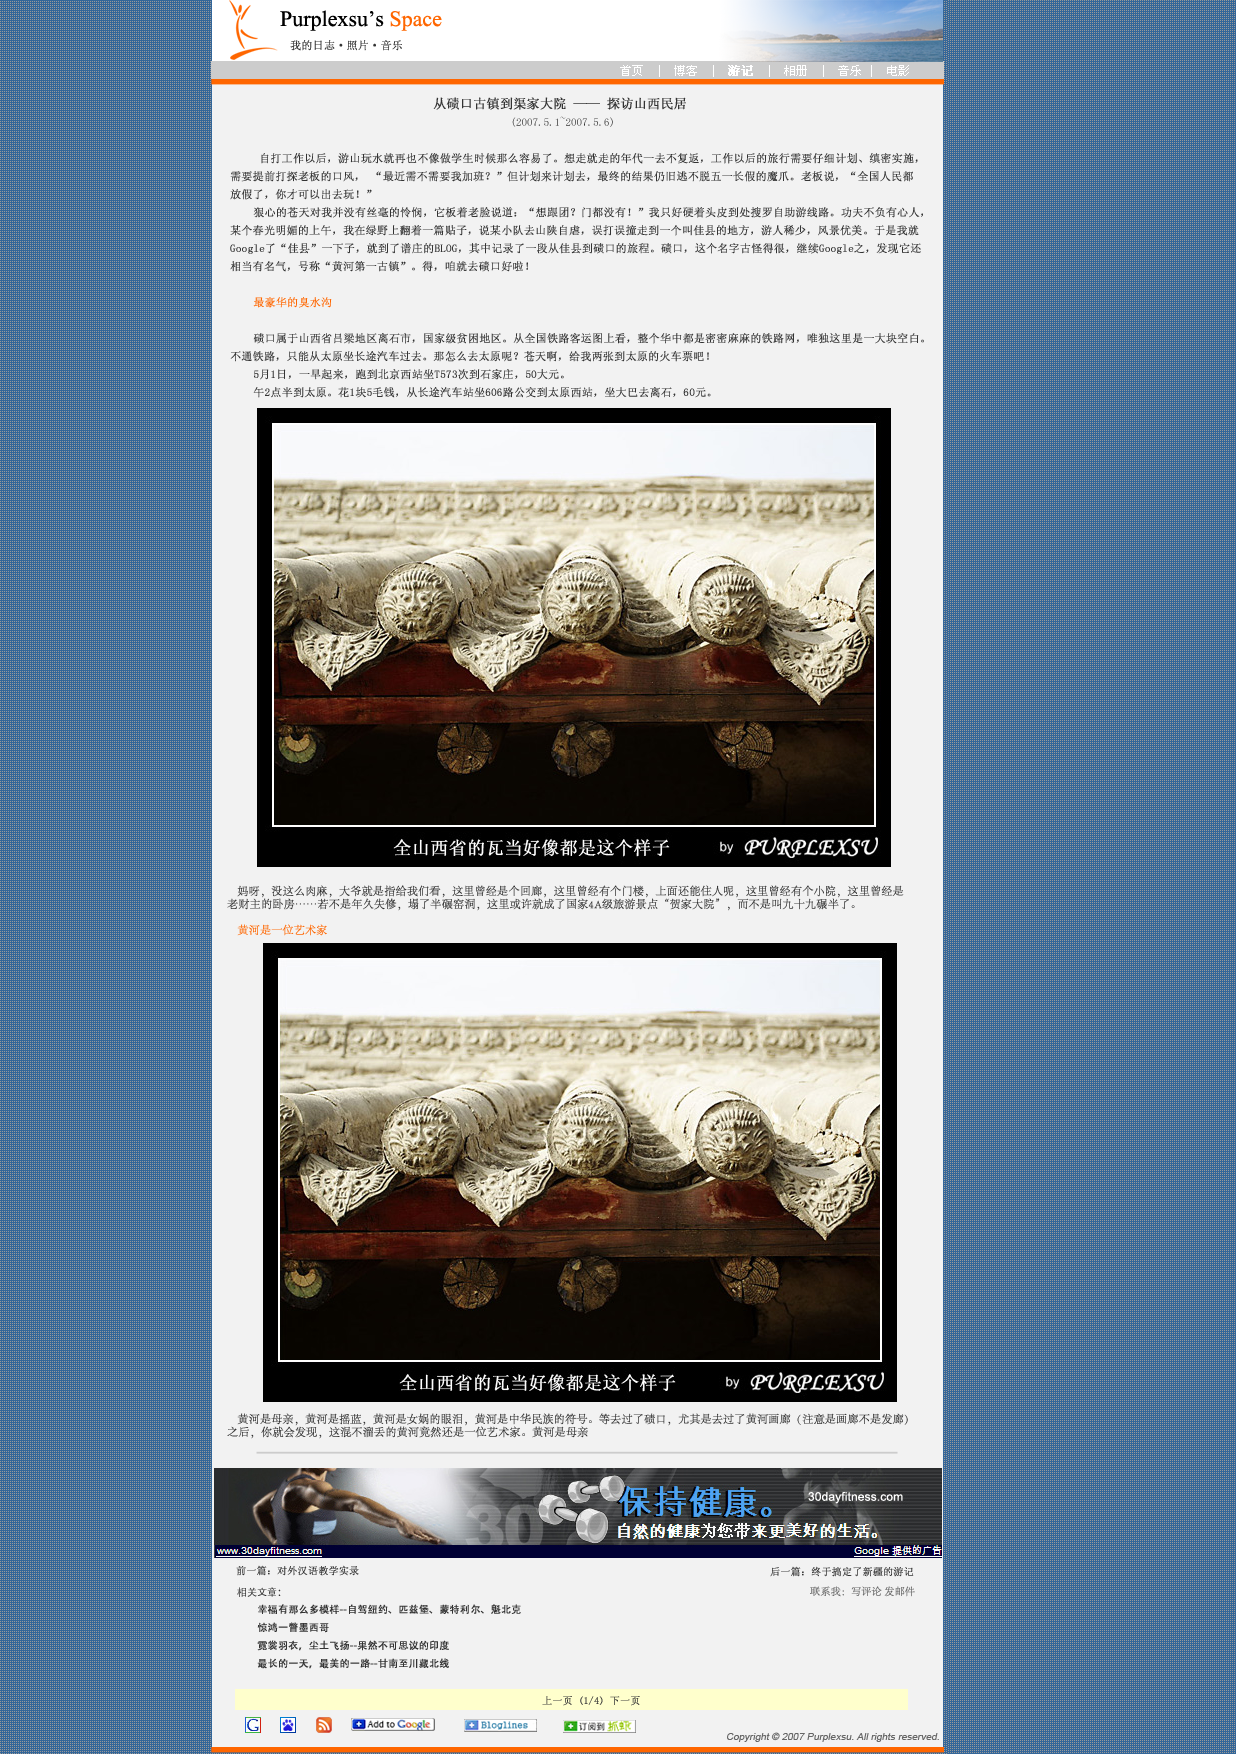 Purplexsu's Space
我的日志·照片·音乐
首页 | 博客 | 游记 | 相册 | 音乐 | 电影
从碛口古镇到渠家大院 —— 探访山西民居
(2007.5.1~2007.5.6)
自打工作以后，游山玩水就再也不像做学生时候那么容易了。想走就走的年代一去不复返，工作以后的旅行需要仔细计划、缜密实施，
需要提前打探老板的口风， “最近需不需要我加班？”但计划来计划去，最终的结果仍旧逃不脱五一长假的魔爪。老板说，“全国人民都
放假了，你才可以出去玩！”
狠心的苍天对我并没有丝毫的怜悯，它板着老脸说道：“想跟团？门都没有！”我只好硬着头皮到处搜罗自助游线路。功夫不负有心人，
某个春光明媚的上午，我在绿野上翻着一篇贴子，说某小队去山陕自虐，误打误撞走到一个叫佳县的地方，游人稀少，风景优美。于是我就
Google了“佳县”一下子，就到了谱庄的BLOG，其中记录了一段从佳县到碛口的旅程。碛口，这个名字古怪得很，继续Google之，发现它还
相当有名气，号称“黄河第一古镇”。得，咱就去碛口好啦！
最豪华的臭水沟
碛口属于山西省吕梁地区离石市，国家级贫困地区。从全国铁路客运图上看，整个华中都是密密麻麻的铁路网，唯独这里是一大块空白。
不通铁路，只能从太原坐长途汽车过去。那怎么去太原呢？苍天啊，给我两张到太原的火车票吧！
5月1日，一早起来，跑到北京西站坐T573次到石家庄，50大元。
午2点半到太原。花1块5毛钱，从长途汽车站坐606路公交到太原西站，坐大巴去离石，60元。
全山西省的瓦当好像都是这个样子 by PURPLEXSU
妈呀，没这么肉麻，大爷就是指给我们看，这里曾经是个回廊，这里曾经有个门楼，上面还能住人呢，这里曾经有个小院，这里曾经是
老财主的卧房……若不是年久失修，塌了半碾窑洞，这里或许就成了国家4A级旅游景点“贺家大院”，而不是叫九十九碾半了。
黄河是一位艺术家
全山西省的瓦当好像都是这个样子 by PURPLEXSU
黄河是母亲，黄河是摇蓝，黄河是女娲的眼泪，黄河是中华民族的符号。等去过了碛口，尤其是去过了黄河画廊（注意是画廊不是发廊）
之后，你就会发现，这混不溜丢的黄河竟然还是一位艺术家。黄河是母亲
30
保持健康。
30dayfitness.com
自然的健康为您带来更美好的生活。
www.30dayfitness.com
Google 提供的广告
前一篇：对外汉语教学实录
后一篇：终于搞定了新疆的游记
相关文章：
联系我：写评论 发邮件
幸福有那么多模样--自驾纽约、匹兹堡、蒙特利尔、魁北克
惊鸿一瞥墨西哥
霓裳羽衣，尘土飞扬--果然不可思议的印度
最长的一天，最美的一路--甘南至川藏北线
上一页 (1/4) 下一页
G
Add to Google
Bloglines
订阅到 抓虾
Copyright © 2007 Purplexsu. All rights reserved.